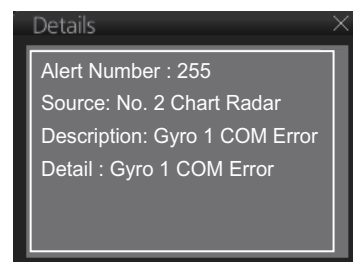 Details
Alert Number : 255
Source: No. 2 Chart Radar
Description: Gyro 1 COM Error
Detail : Gyro 1 COM Error